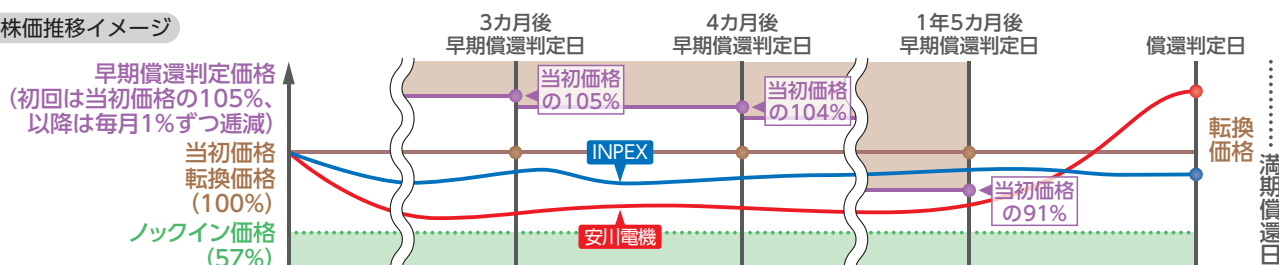 株価推移イメージ
3カ月後
早期償還判定日
4カ月後
早期償還判定日
1年5カ月後
早期償還判定日
償還判定日
早期償還判定価格
(初回は当初価格の105%、
以降は毎月1%ずつ逓減)
当初価格
の105%
当初価格
の104%
当初価格
転換価格
(100%)
INPEX
転換
価格
当初価格
の91%
安川電機
ノックイン価格
(57%)
満期償還日